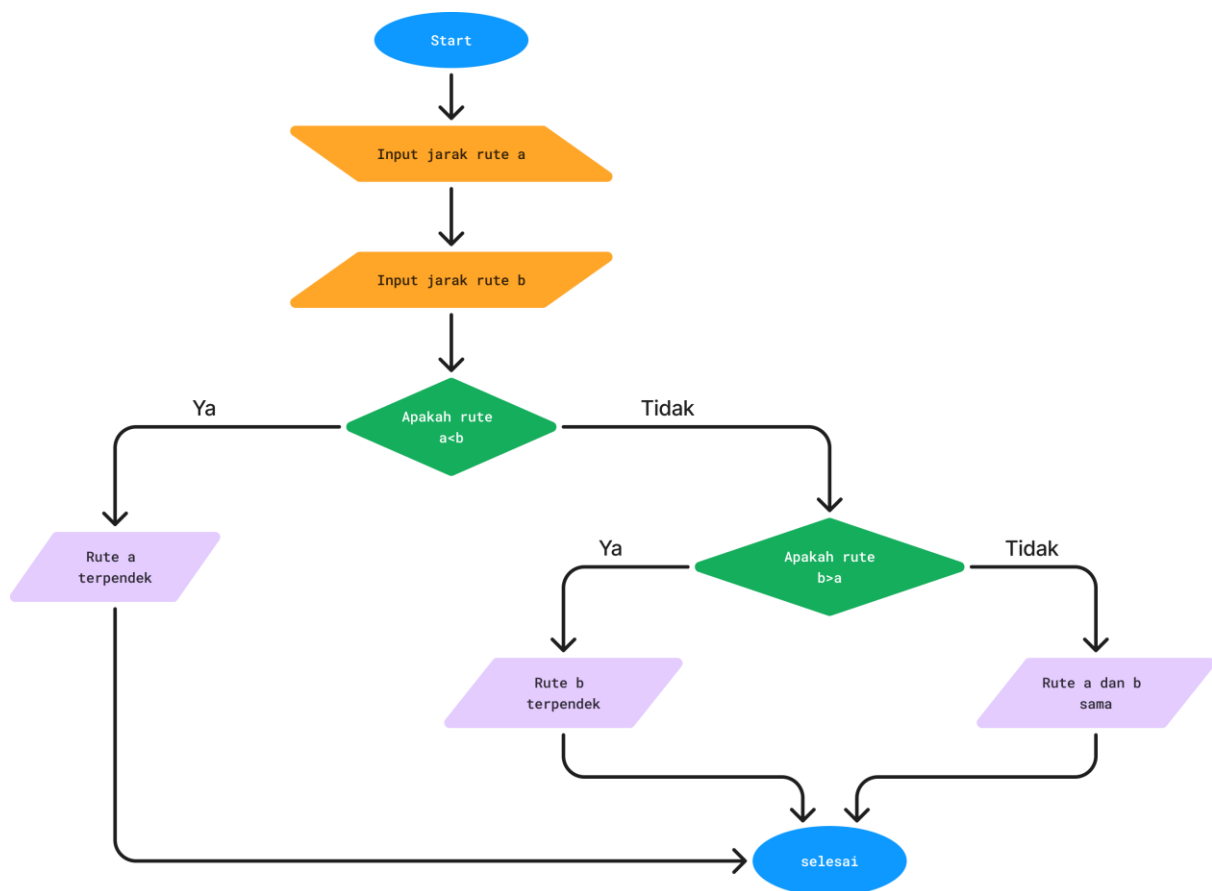 Start
Input jarak rute a
Input jarak rute b
Apakah rute
a<b
Ya
Tidak
Rute a
terpendek
Apakah rute
b>a
Ya
Tidak
Rute b
terpendek
Rute a dan b
sama
selesai